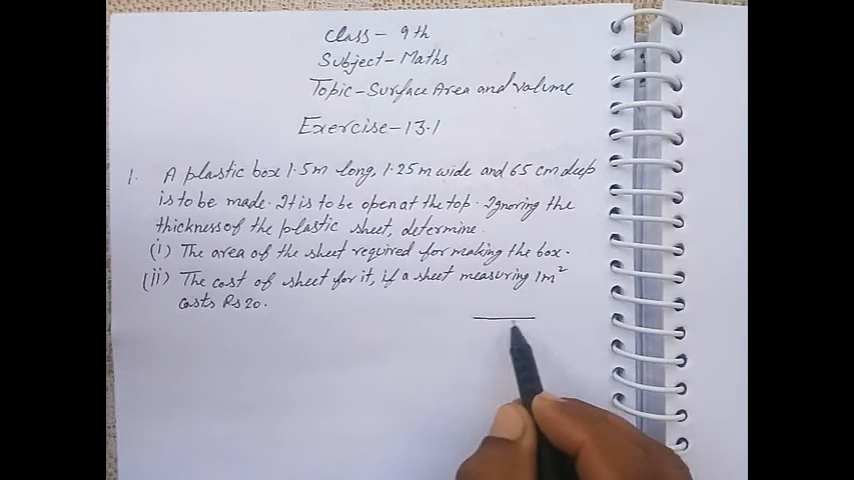 Class - 9th
Subject - Maths
Topic - Surface Area and volume
Exercise - 13.1
1. A plastic box 1.5m long, 1.25m wide and 65 cm deep
is to be made. It is to be open at the top. Ignoring the
thickness of the plastic sheet, determine.
(i) The area of the sheet required for making the box.
(ii) The cost of sheet for it, if a sheet measuring 1m²
costs Rs 20.